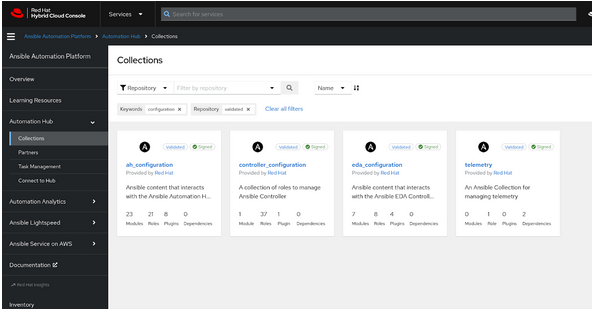 Red Hat
Hybrid Cloud Console
Services
Search for services
Ansible Automation Platform > Automation Hub > Collections
Ansible Automation Platform
Overview
Learning Resources
Automation Hub
Collections
Partners
Task Management
Connect to Hub
Automation Analytics
Ansible Lightspeed
Ansible Service on AWS
Documentation
Red Hat Insights
Inventory
Collections
Repository
Filter by repository
Name
Keywords configuration ×
Repository validated ×
Clear all filters
A
Validated
Signed
ah_configuration
Provided by Red Hat
Ansible content that interacts
with the Ansible Automation H...
23 21 8 0
Modules Roles Plugins Dependencies...
A
Validated
Signed
controller_configuration
Provided by Red Hat
A collection of roles to manage
Ansible Controller
1 37 1 0
Module Roles Plugin Dependencies
A
Validated
Signed
eda_configuration
Provided by Red Hat
Ansible content that interacts
with the Ansible EDA Controll...
7 8 4 0
Modules Roles Plugins Dependencies
A
Validated
Signed
telemetry
Provided by Red Hat
An Ansible Collection for
managing telemetry
0 1 0 2
Modules Role Plugins Dependencies